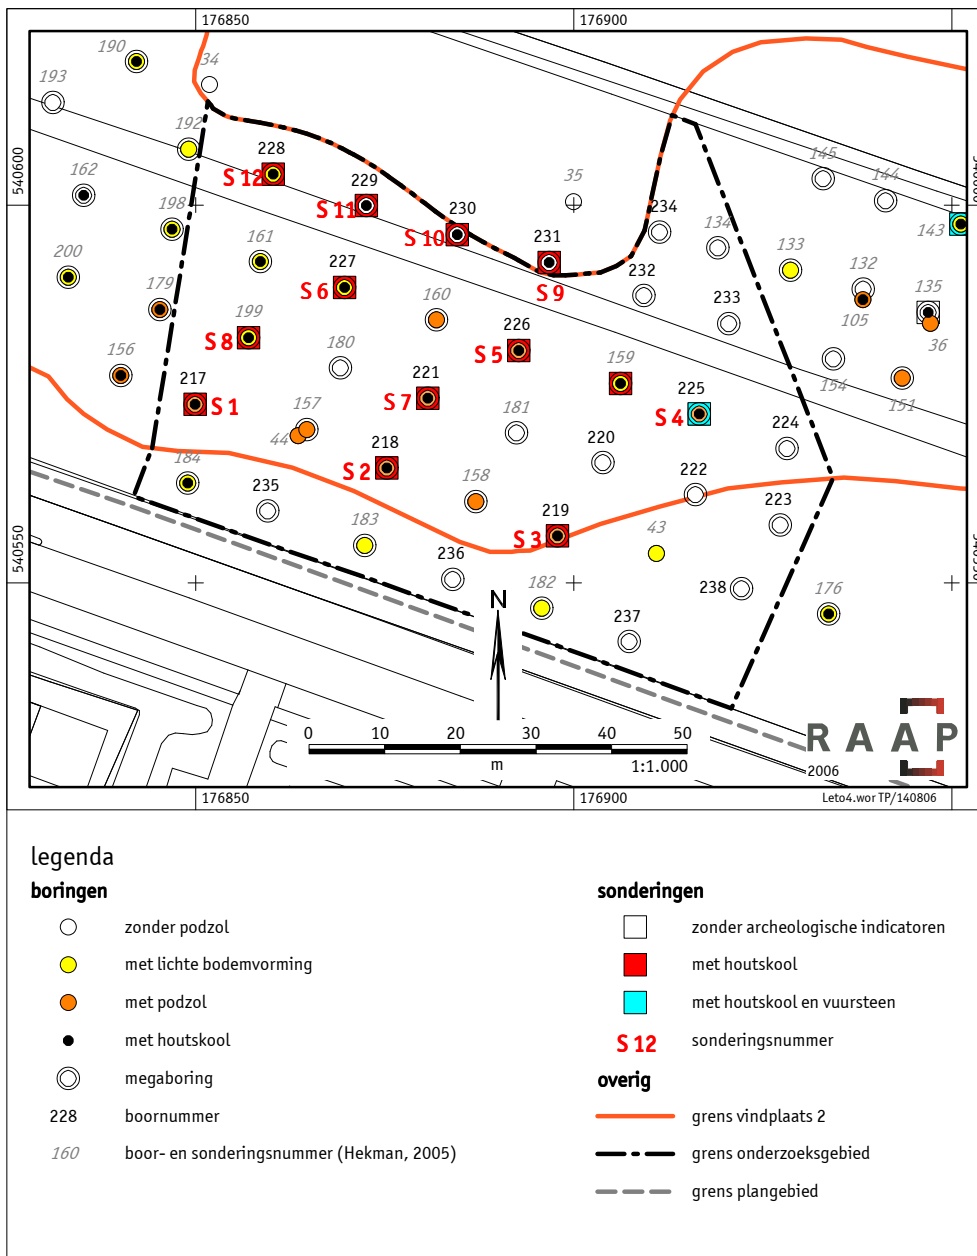 176850 176900
190
34
193
192
540600
540600
162
228
S 12
229
S 11
35
145
144
198
230
S 10
234
143
161
231
134
200
227
S 6
S 9
232
133
132
135
179
160
233
105
36
199
S 8
226
S 5
180
156
159
154
151
217
S 1
221
S 7
225
S 4
157
44
181
224
218
S 2
220
184
158
222
235
223
219
S 3
183
43
540550
540550
236
182
238
176
N
237
0 10 20 30 40 50
m 1:1.000
RAAP
2006
Leto4.wor TP/140806
176850 176900
legenda
boringen
zonder podzol
met lichte bodemvorming
met podzol
met houtskool
megaboring
228 boornummer
160 boor- en sonderingsnummer (Hekman, 2005)
sonderingen
zonder archeologische indicatoren
met houtskool
met houtskool en vuursteen
S 12 sonderingsnummer
overig
grens vindplaats 2
grens onderzoeksgebied
grens plangebied